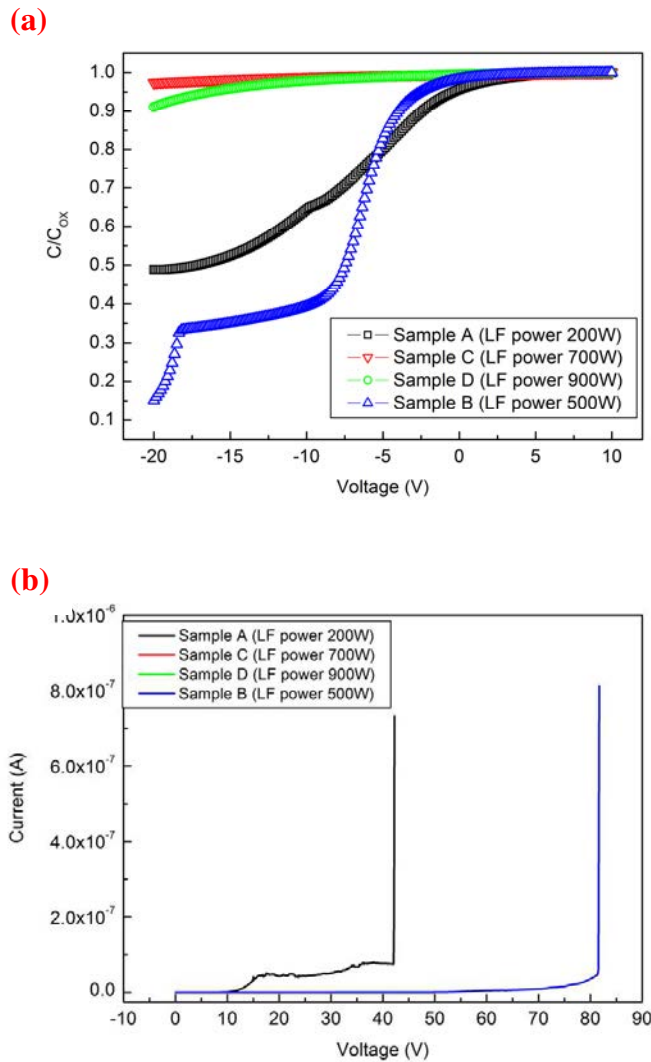 (a)
1.0
0.9
0.8
0.7
0.6
0.5
0.4
0.3
0.2
0.1
C/C_OX
Sample A (LF power 200W)
Sample C (LF power 700W)
Sample D (LF power 900W)
Sample B (LF power 500W)
-20 -15 -10 -5 0 5 10
Voltage (V)
(b)
1.0x10⁻⁶
8.0x10⁻⁷
6.0x10⁻⁷
4.0x10⁻⁷
2.0x10⁻⁷
0.0
Current (A)
Sample A (LF power 200W)
Sample C (LF power 700W)
Sample D (LF power 900W)
Sample B (LF power 500W)
-10 0 10 20 30 40 50 60 70 80 90
Voltage (V)